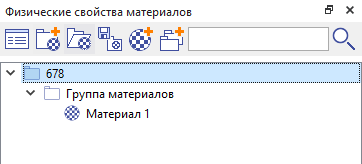 Физические свойства материалов
678
Группа материалов
Материал 1